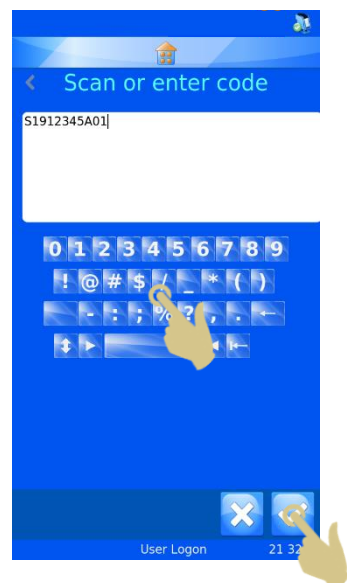 Scan or enter code
S1912345A01
0 1 2 3 4 5 6 7 8 9
! @ # $ / _ * ( )
- : ; % ? , . ←
User Logon 21 32